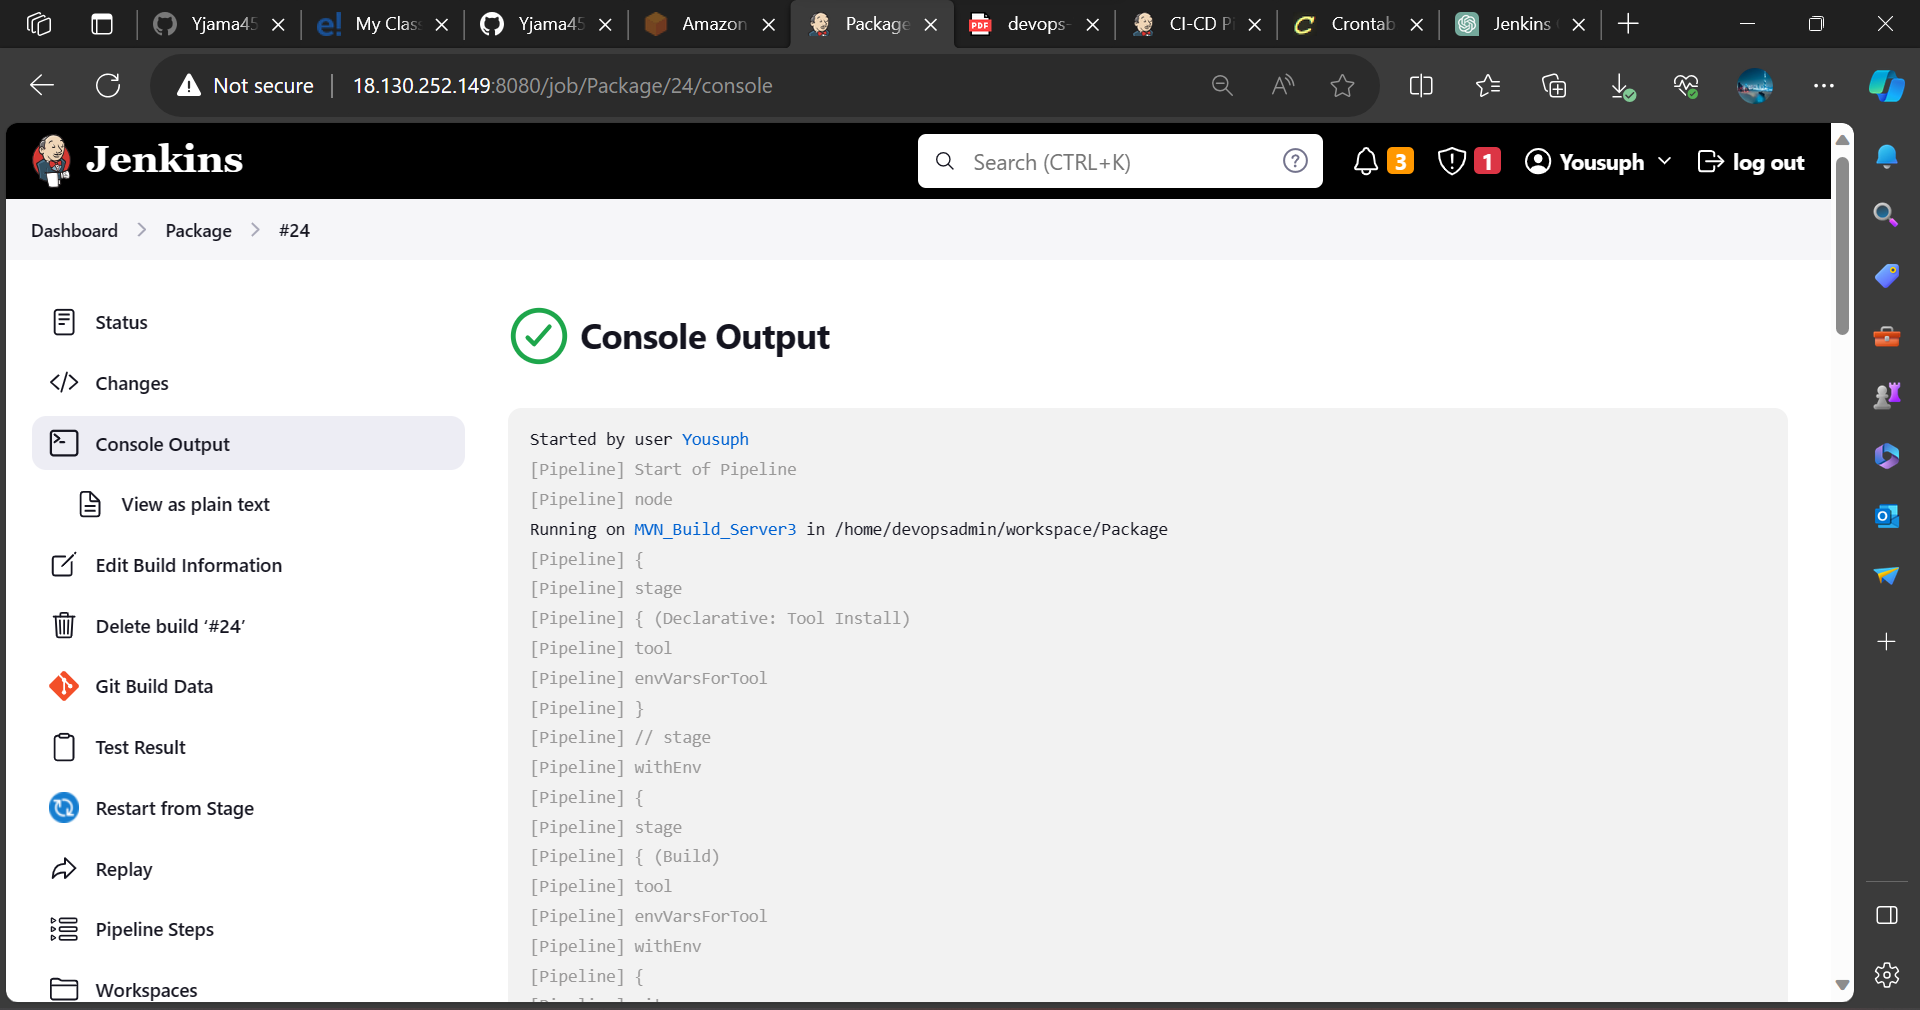 Yjama45
My Clas
Yjama45
Amazon
Package
devops-
CI-CD Pi
Crontab
Jenkins
Not secure
18.130.252.149:8080/job/Package/24/console
Jenkins
Search (CTRL+K)
3
1
Yousuph
log out
Dashboard
Package
#24
Status
Changes
Console Output
View as plain text
Edit Build Information
Delete build ‘#24’
Git Build Data
Test Result
Restart from Stage
Replay
Pipeline Steps
Workspaces
Console Output
Started by user Yousuph
[Pipeline] Start of Pipeline
[Pipeline] node
Running on MVN_Build_Server3 in /home/devopsadmin/workspace/Package
[Pipeline] {
[Pipeline] stage
[Pipeline] { (Declarative: Tool Install)
[Pipeline] tool
[Pipeline] envVarsForTool
[Pipeline] }
[Pipeline] // stage
[Pipeline] withEnv
[Pipeline] {
[Pipeline] stage
[Pipeline] { (Build)
[Pipeline] tool
[Pipeline] envVarsForTool
[Pipeline] withEnv
[Pipeline] {